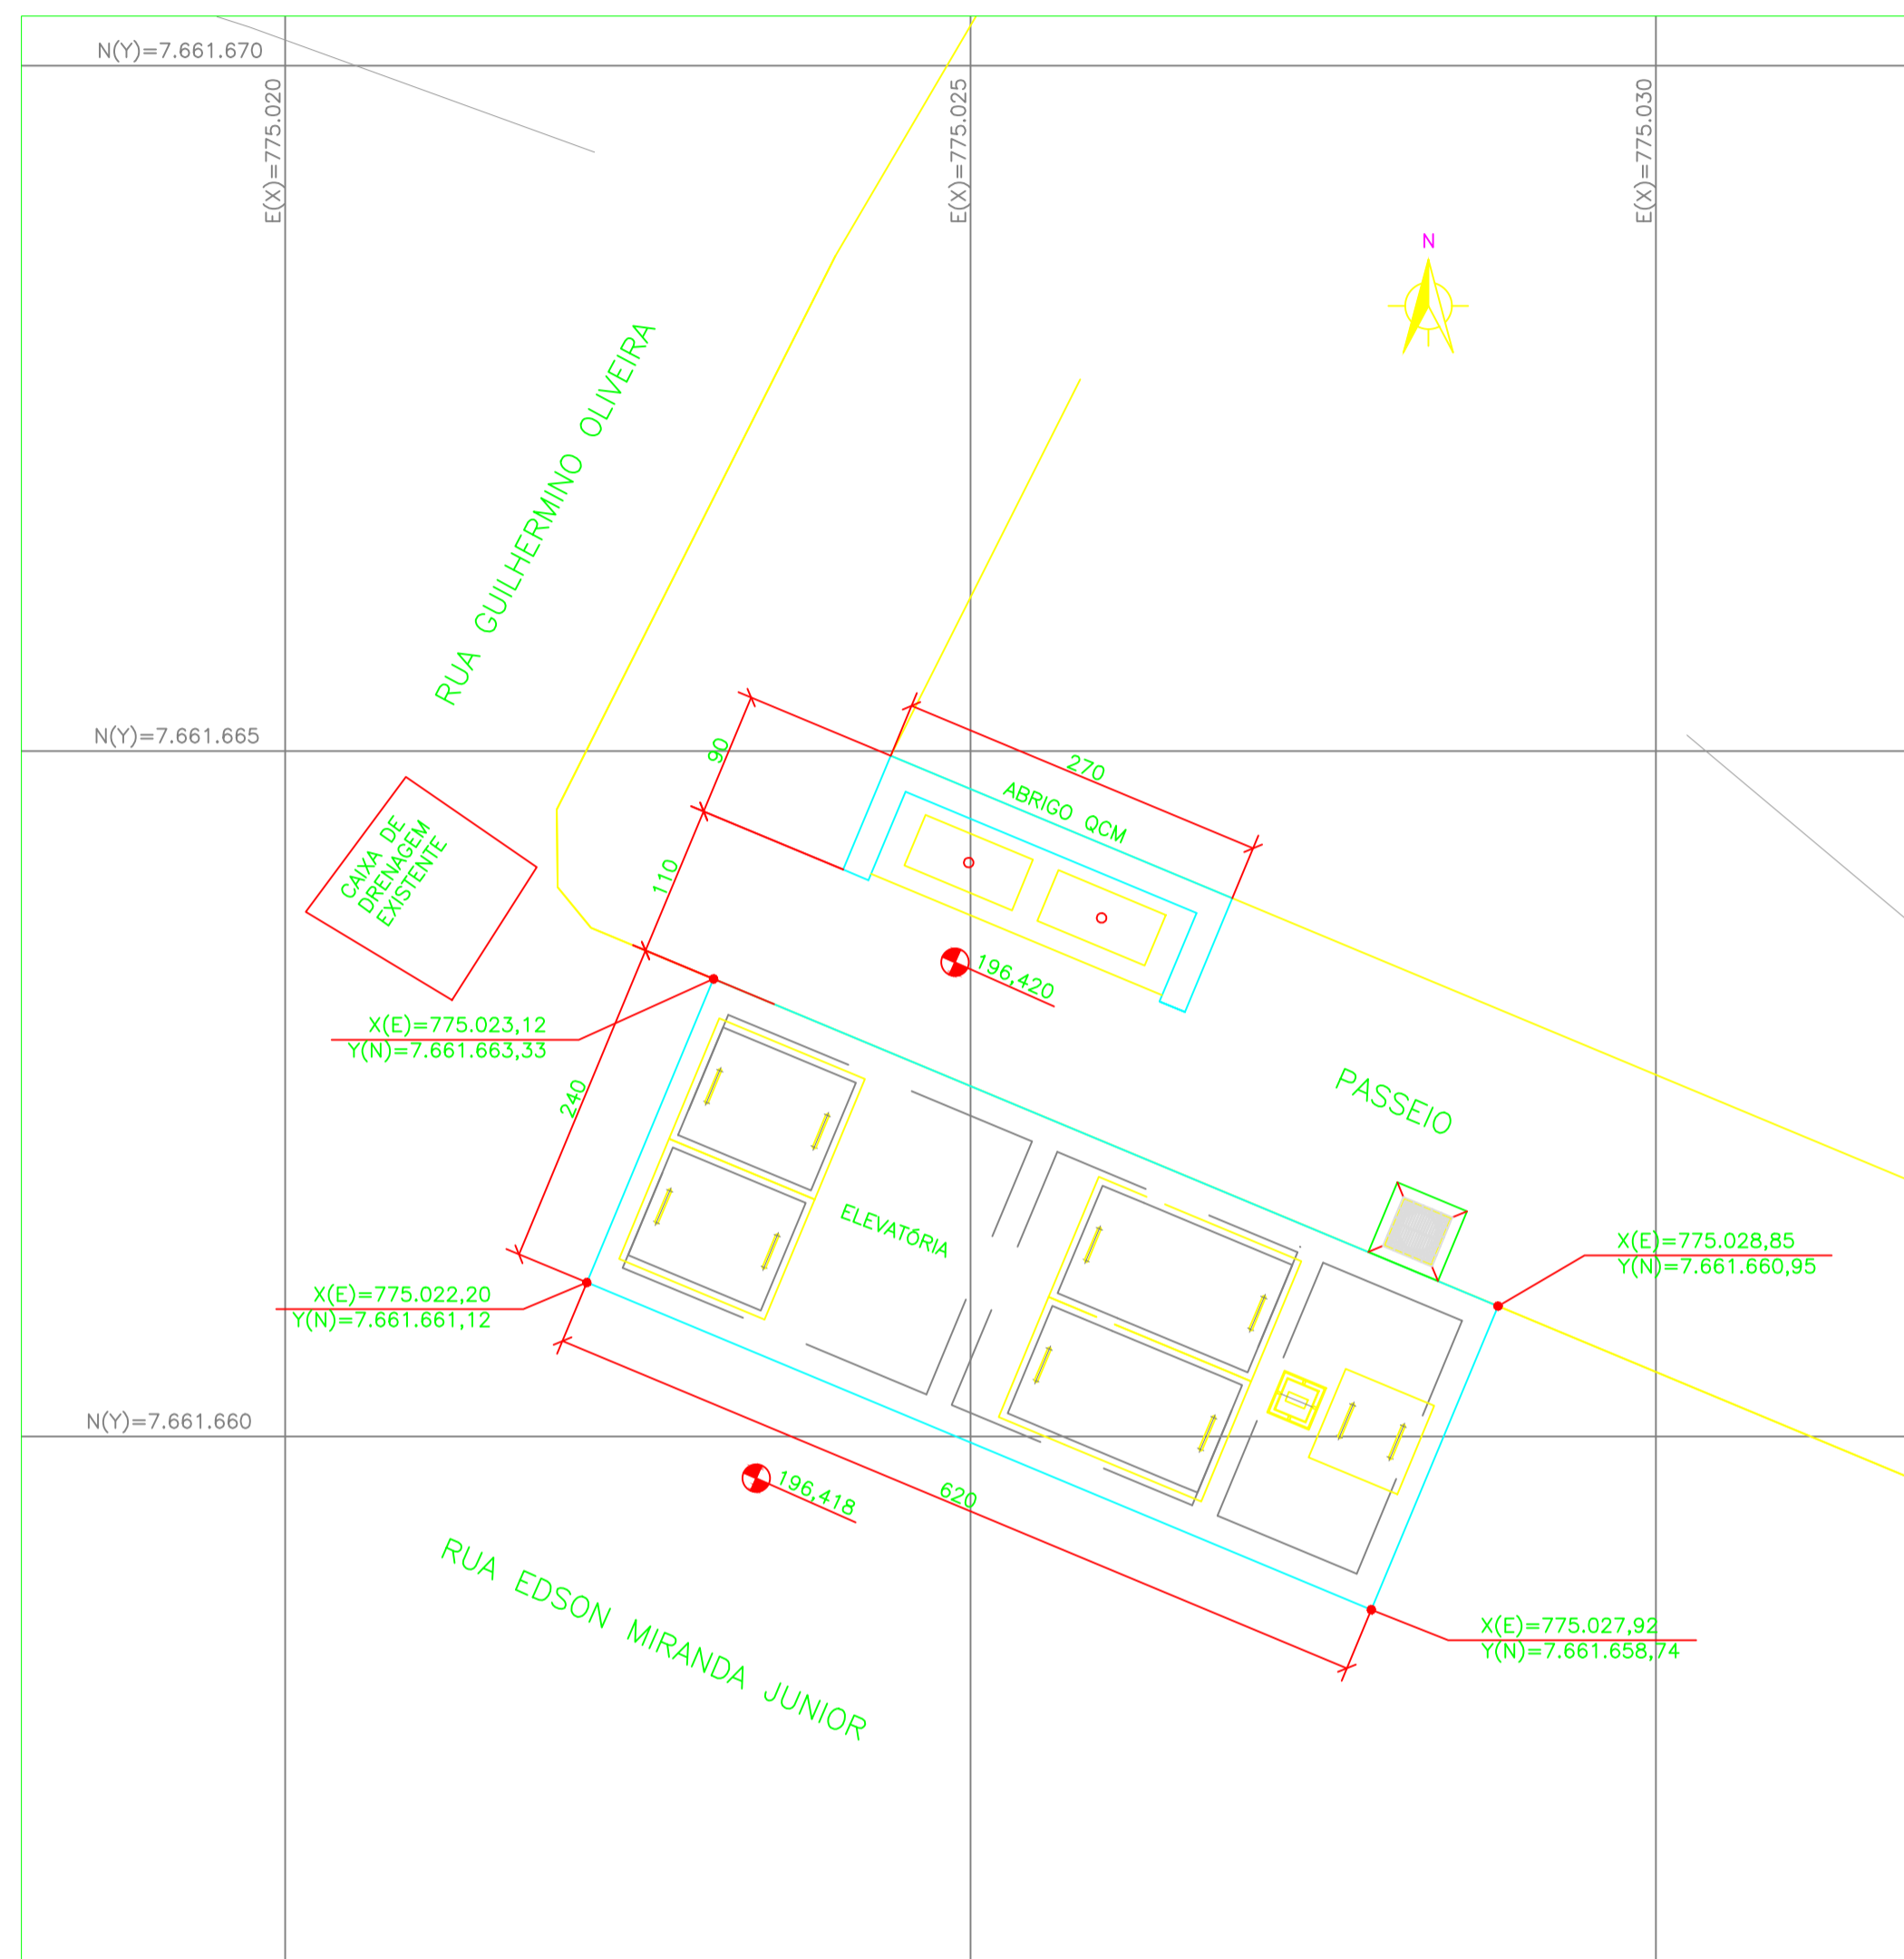 N(Y)=7.661.670
E(X)=775.020
E(X)=775.025
E(X)=775.030
N
RUA GUILHERMINO OLIVEIRA
N(Y)=7.661.665
90
270
ABRIGO QCM
CAIXA DE
DRENAGEM
EXISTENTE
110
196,420
X(E)=775.023,12
Y(N)=7.661.663,33
240
PASSEIO
ELEVATÓRIA
X(E)=775.028,85
Y(N)=7.661.660,95
X(E)=775.022,20
Y(N)=7.661.661,12
N(Y)=7.661.660
196,418
620
RUA EDSON MIRANDA JUNIOR
X(E)=775.027,92
Y(N)=7.661.658,74